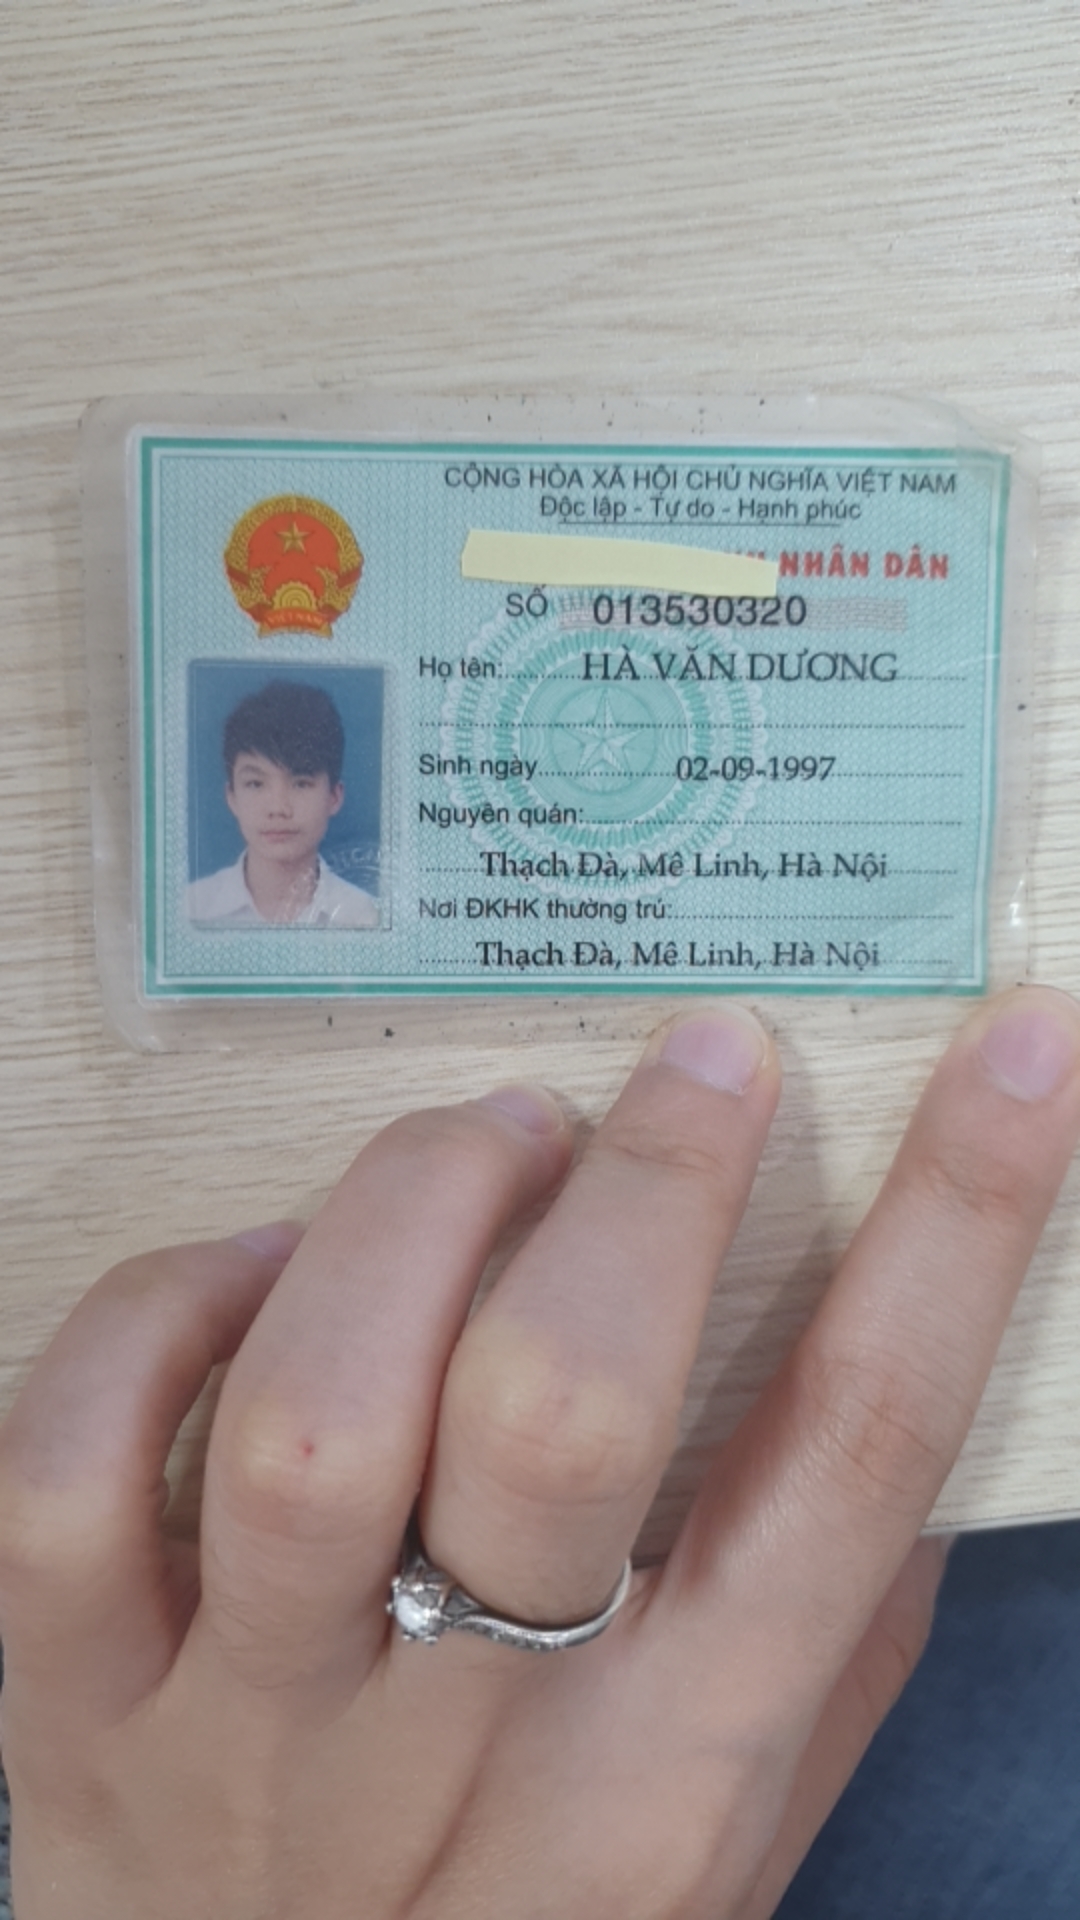 CỘNG HÒA XÃ HỘI CHỦ NGHĨA VIỆT NAM
Độc lập - Tự do - Hạnh phúc
NHÂN DÂN
SỐ 013530320
Họ tên: HÀ VĂN DƯƠNG
Sinh ngày 02-09-1997
Nguyên quán:
Thạch Đà, Mê Linh, Hà Nội
Nơi ĐKHK thường trú:
Thạch Đà, Mê Linh, Hà Nội
VIỆT NAM